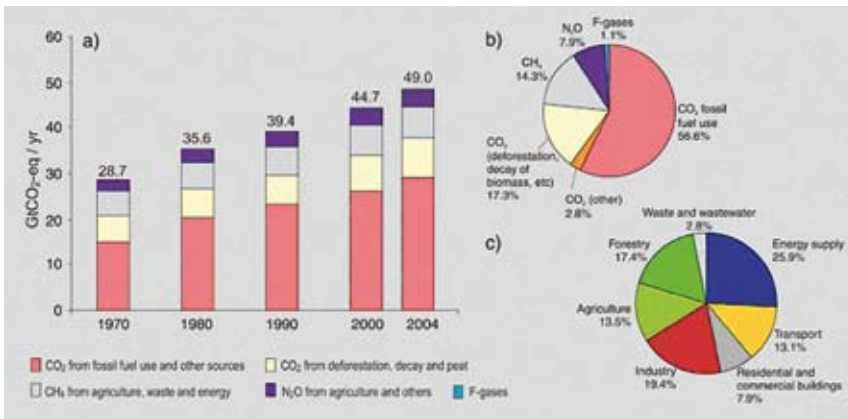 a)
GtCO₂-eq / yr
60
50
40
30
20
10
0
28.7
35.6
39.4
44.7
49.0
1970
1980
1990
2000
2004
CO₂ from fossil fuel use and other sources
CO₂ from deforestation, decay and peat
CH₄ from agriculture, waste and energy
N₂O from agriculture and others
F-gases
b)
F-gases
1.1%
N₂O
7.9%
CH₄
14.3%
CO₂ fossil
fuel use
56.6%
CO₂
(deforestation,
decay of
biomass, etc)
17.3%
CO₂ (other)
2.8%
c)
Waste and wastewater
2.8%
Forestry
17.4%
Energy supply
25.9%
Agriculture
13.5%
Transport
13.1%
Industry
19.4%
Residential and
commercial buildings
7.9%